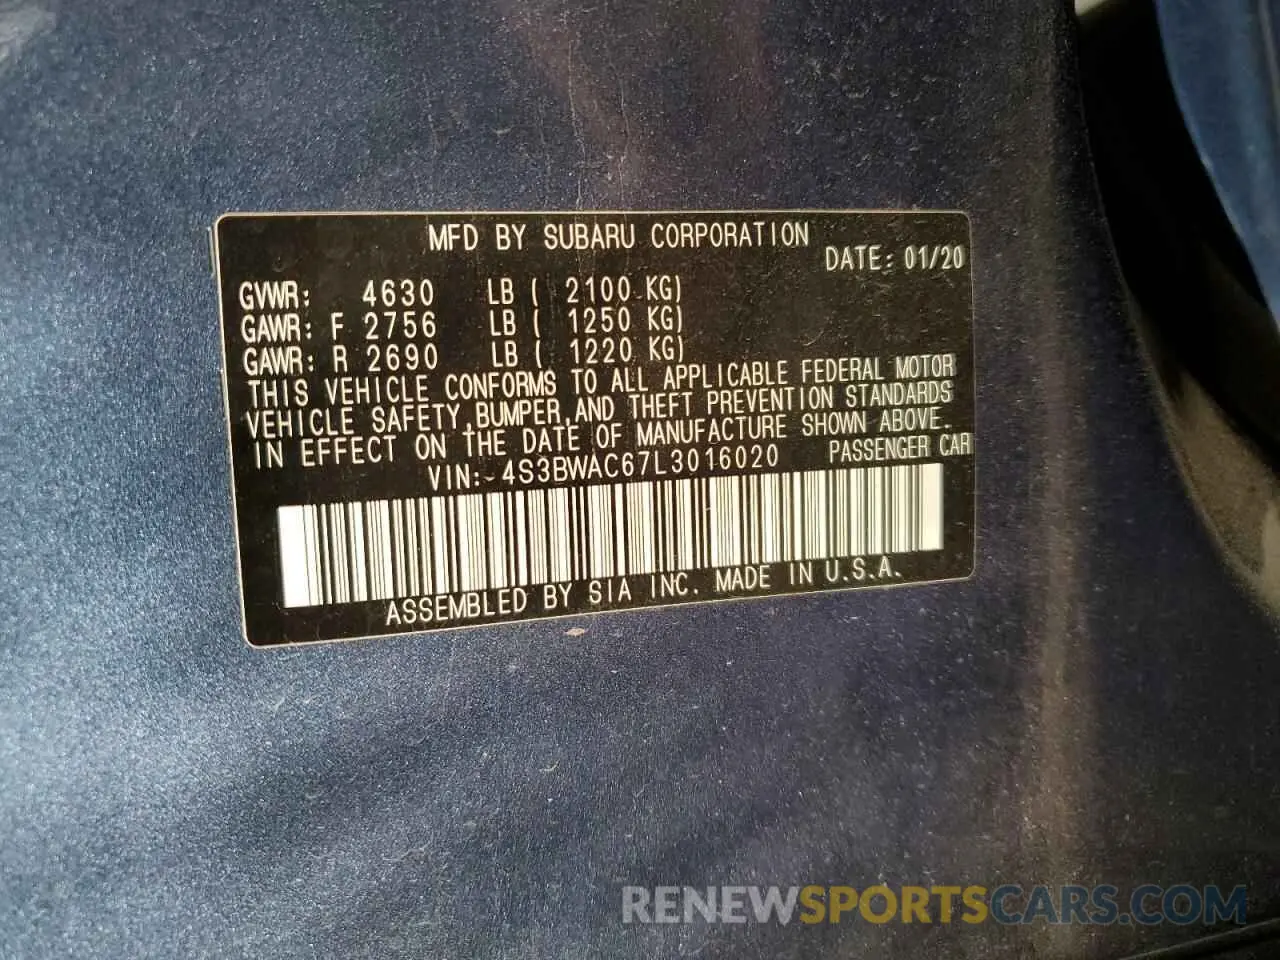 MFD BY SUBARU CORPORATION
DATE: 01/20
GVWR: 4630 LB ( 2100 KG)
GAWR: F 2756 LB ( 1250 KG)
GAWR: R 2690 LB ( 1220 KG)
THIS VEHICLE CONFORMS TO ALL APPLICABLE FEDERAL MOTOR
VEHICLE SAFETY,BUMPER,AND THEFT PREVENTION STANDARDS
IN EFFECT ON THE DATE OF MANUFACTURE SHOWN ABOVE.
VIN: 4S3BWAC67L3016020 PASSENGER CAR
ASSEMBLED BY SIA INC. MADE IN U.S.A.
RENEWSPORTSCARS.COM